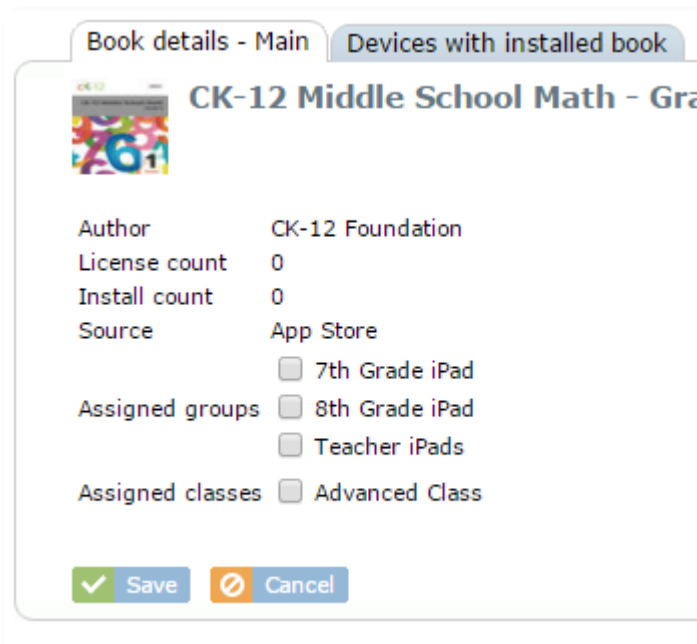 Book details - Main
Devices with installed book
CK-12 Middle School Math - Gra
Author CK-12 Foundation
License count 0
Install count 0
Source App Store
Assigned groups
7th Grade iPad
8th Grade iPad
Teacher iPads
Assigned classes Advanced Class
Save
Cancel